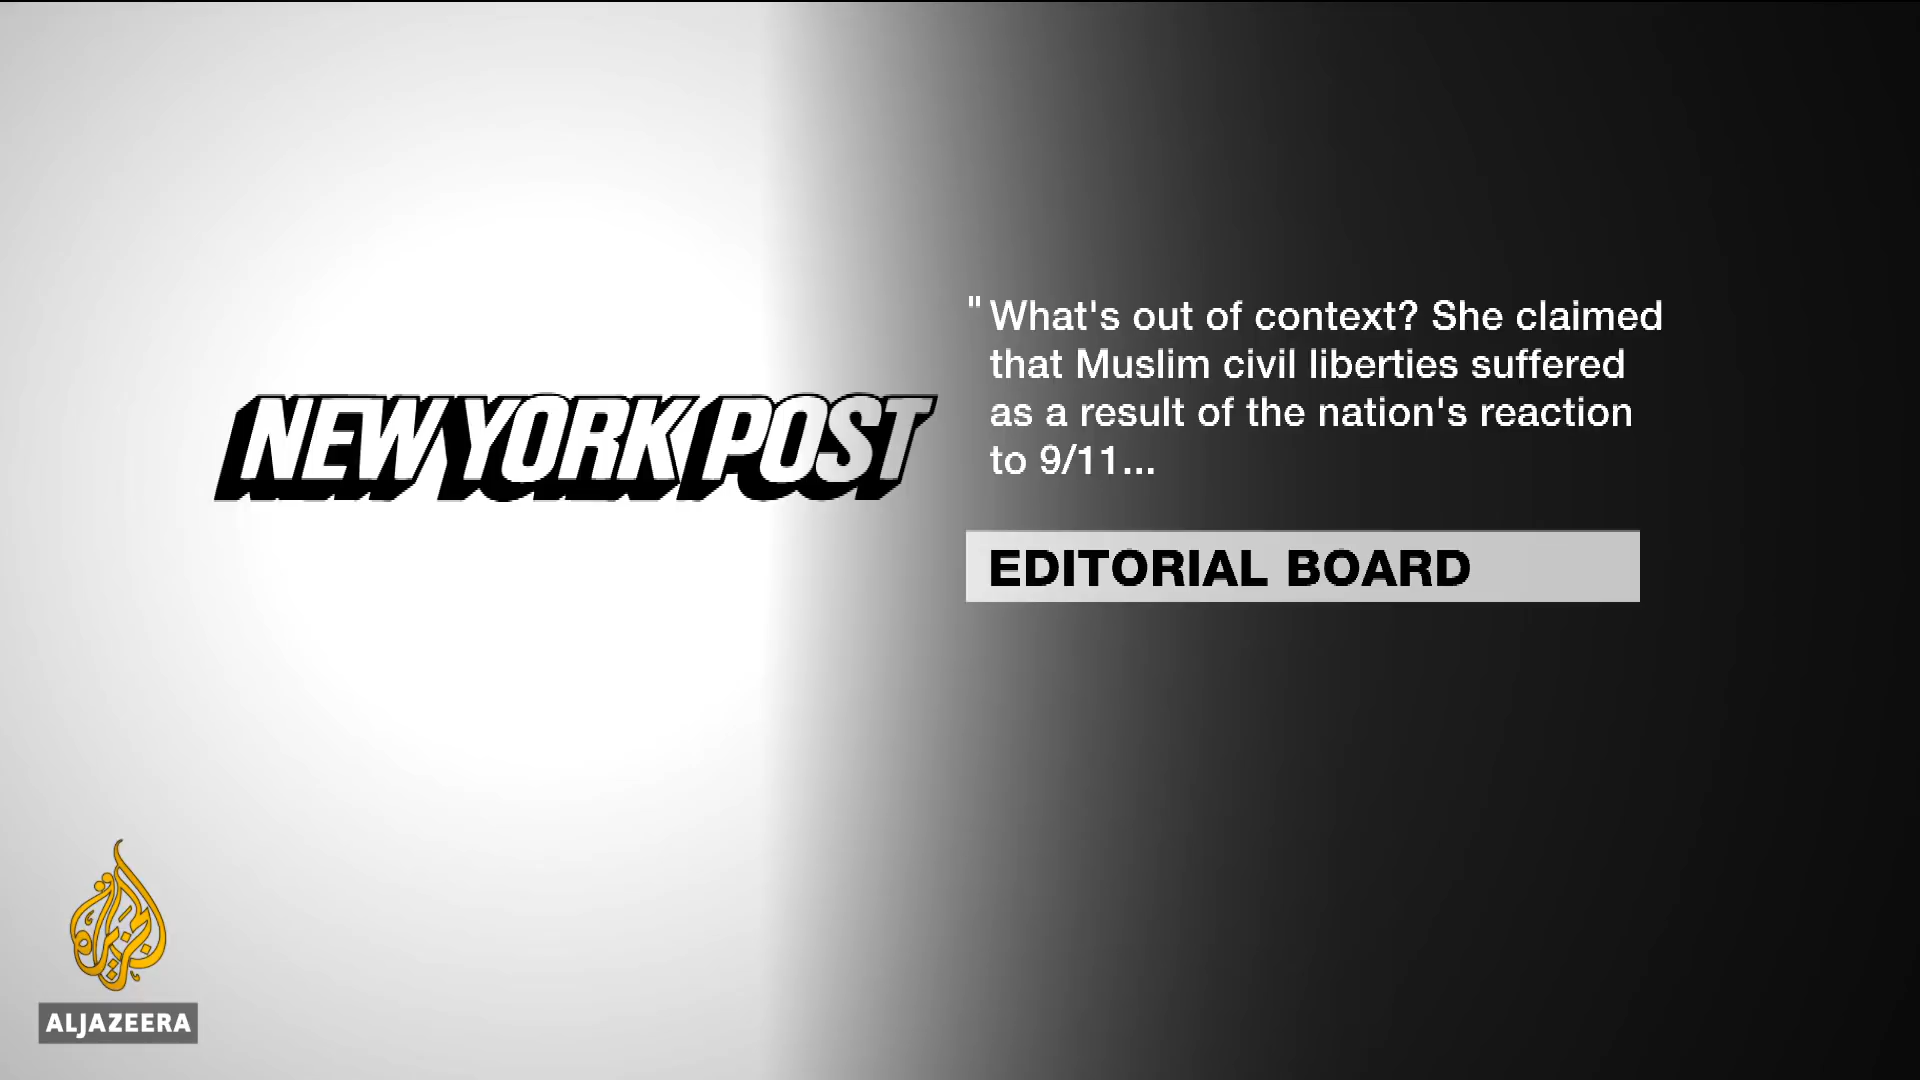 NEW YORK POST
" What's out of context? She claimed
that Muslim civil liberties suffered
as a result of the nation's reaction
to 9/11...
EDITORIAL BOARD
الجزيرة
ALJAZEERA